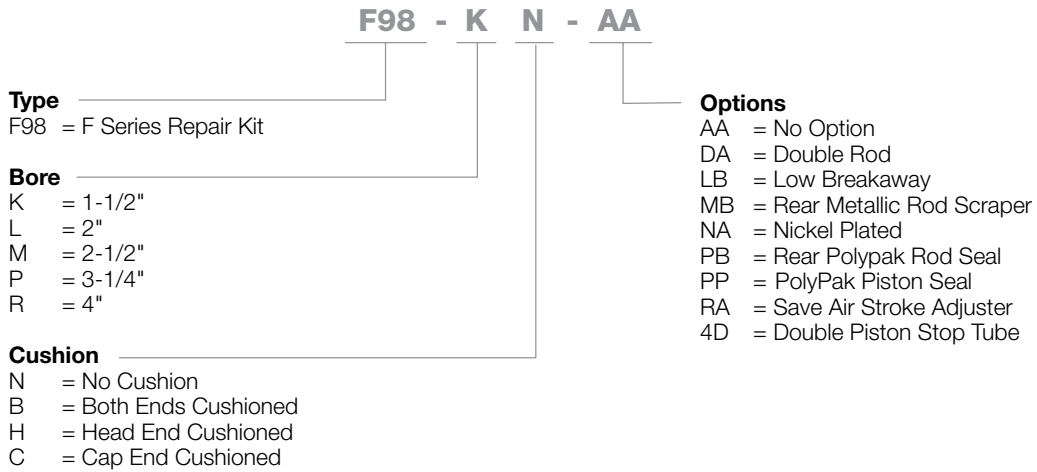 F98 - K N - AA
Type
F98 = F Series Repair Kit
Bore
K = 1-1/2"
L = 2"
M = 2-1/2"
P = 3-1/4"
R = 4"
Cushion
N = No Cushion
B = Both Ends Cushioned
H = Head End Cushioned
C = Cap End Cushioned
Options
AA = No Option
DA = Double Rod
LB = Low Breakaway
MB = Rear Metallic Rod Scraper
NA = Nickel Plated
PB = Rear Polypak Rod Seal
PP = PolyPak Piston Seal
RA = Save Air Stroke Adjuster
4D = Double Piston Stop Tube